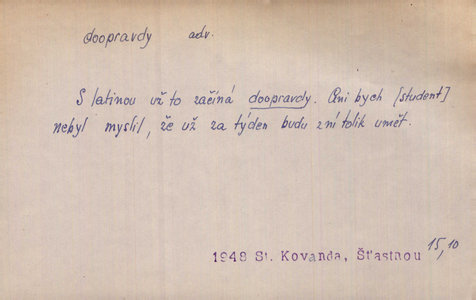 doopravdy adv.
S latinou už to začíná doopravdy. Ani bych [student]
nebyl myslil, že už za týden budu z ní tolik umět.
1948 St. Kovanda, Šťastnou 15,10